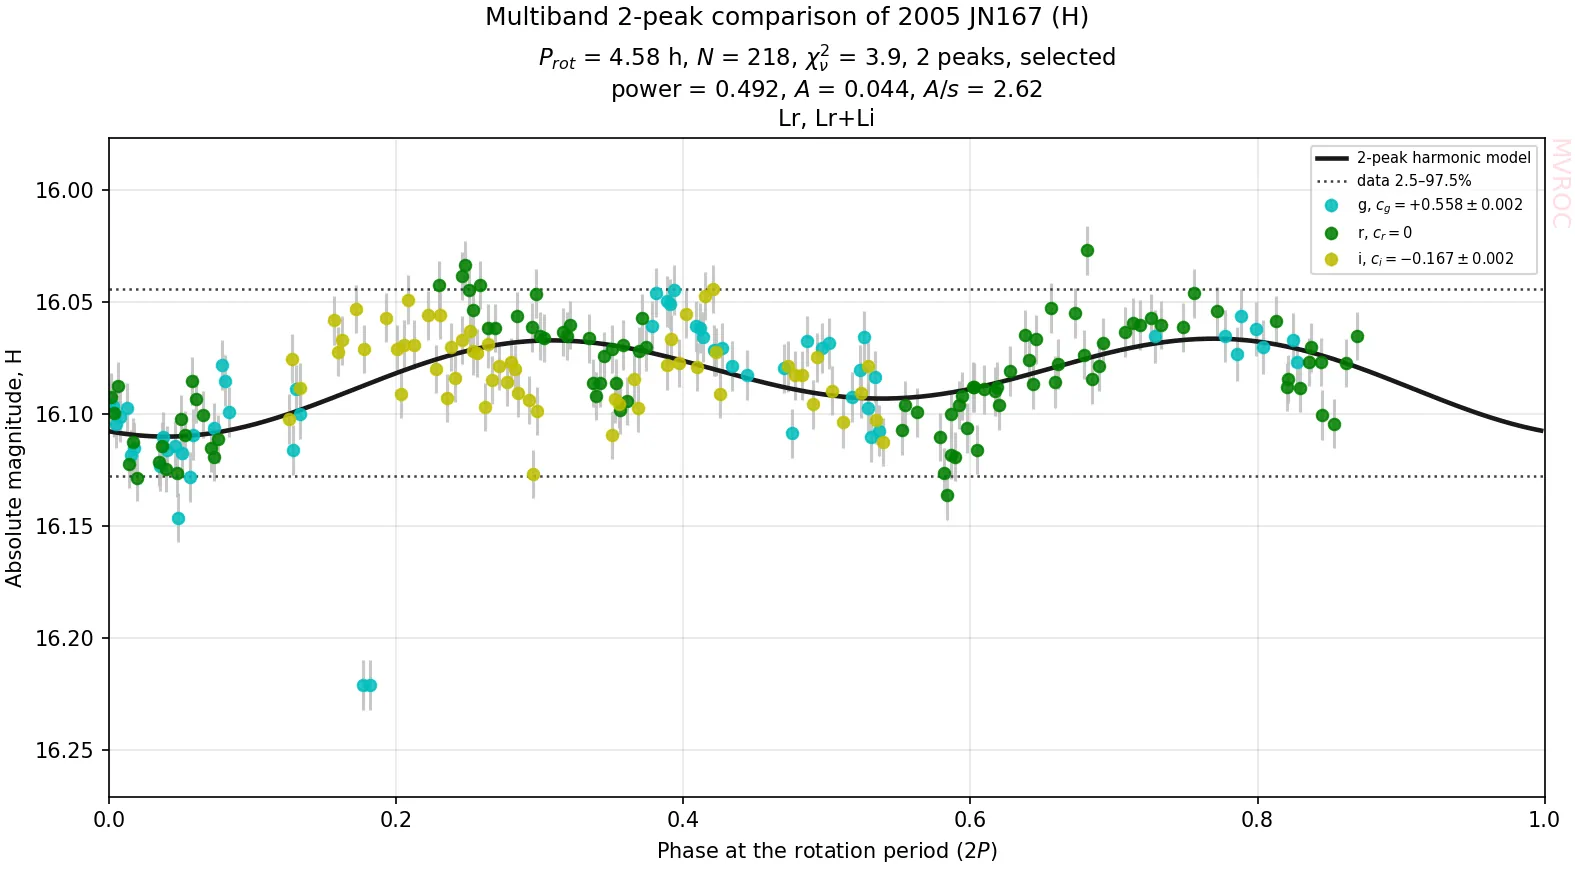 Multiband 2-peak comparison of 2005 JN167 (H)
P_rot = 4.58 h, N = 218, χ²_ν = 3.9, 2 peaks, selected
power = 0.492, A = 0.044, A/s = 2.62
Lr, Lr+Li
MVROC
2-peak harmonic model
data 2.5–97.5%
g, c_g = +0.558 ± 0.002
r, c_r = 0
i, c_i = −0.167 ± 0.002
Absolute magnitude, H
16.00
16.05
16.10
16.15
16.20
16.25
0.0 0.2 0.4 0.6 0.8 1.0
Phase at the rotation period (2P)